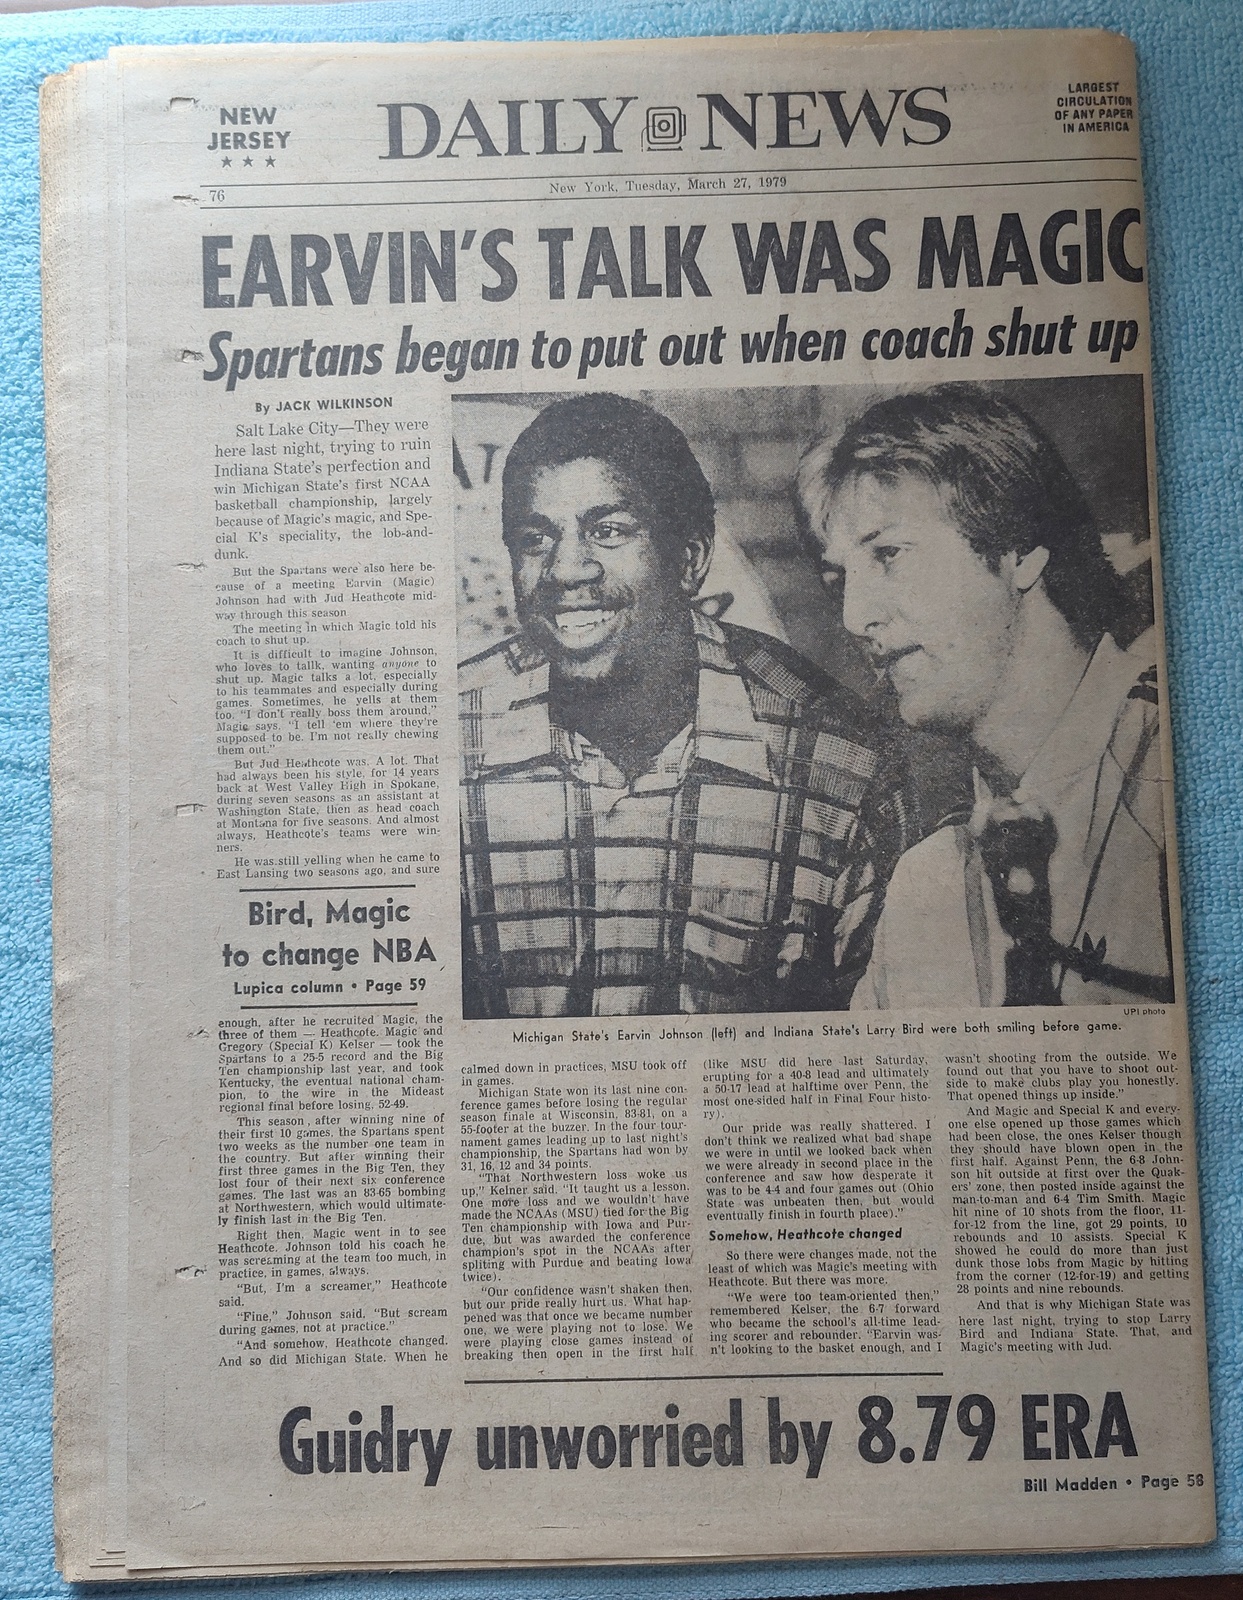 NEW
JERSEY
★ ★ ★
DAILY NEWS
LARGEST
CIRCULATION
OF ANY PAPER
IN AMERICA
76
New York, Tuesday, March 27, 1979
EARVIN'S TALK WAS MAGIC
Spartans began to put out when coach shut up
By JACK WILKINSON
Salt Lake City—They were
here last night, trying to ruin
Indiana State's perfection and
win Michigan State's first NCAA
basketball championship, largely
because of Magic's magic, and Spe-
cial K's speciality, the lob-and-
dunk.
But the Spartans were also here be-
cause of a meeting Earvin (Magic)
Johnson had with Jud Heathcote mid-
way through this season
The meeting in which Magic told his
coach to shut up.
It is difficult to imagine Johnson,
who loves to tallk, wanting anyone to
shut up. Magic talks a lot, especially
to his teammates and especially during
games. Sometimes, he yells at them
too. "I don't really boss them around,"
Magic says. "I tell 'em where they're
supposed to be. I'm not really chewing
them out."
But Jud Heathcote was. A lot. That
had always been his style, for 14 years
back at West Valley High in Spokane,
during seven seasons as an assistant at
Washington State, then as head coach
at Montana for five seasons. And almost
always, Heathcote's teams were win-
ners.
He was still yelling when he came to
East Lansing two seasons ago, and sure
Bird, Magic
to change NBA
Lupica column • Page 59
enough, after he recruited Magic, the
three of them — Heathcote. Magic and
Gregory (Special K) Kelser — took the
Spartans to a 25-5 record and the Big
Ten championship last year, and took
Kentucky, the eventual national cham-
pion, to the wire in the Mideast
regional final before losing, 52-49.
This season, after winning nine of
their first 10 games, the Spartans spent
two weeks as the number one team in
the country. But after winning their
first three games in the Big Ten, they
lost four of their next six conference
games. The last was an 83-65 bombing
at Northwestern, which would ultimate-
ly finish last in the Big Ten.
Right then, Magic went in to see
Heathcote. Johnson told his coach he
was screaming at the team too much, in
practice, in games, always.
"But, I'm a screamer," Heathcote
said.
"Fine," Johnson said. "But scream
during games, not at practice."
"And somehow, Heathcote changed.
And so did Michigan State. When he
UPI photo
Michigan State's Earvin Johnson (left) and Indiana State's Larry Bird were both smiling before game.
calmed down in practices, MSU took off
in games.
Michigan State won its last nine con-
ference games before losing the regular
season finale at Wisconsin, 83-81, on a
55-footer at the buzzer. In the four tour-
nament games leading up to last night's
championship, the Spartans had won by
31, 16, 12 and 34 points.
"That Northwestern loss woke us
up," Kelner said. "It taught us a lesson.
One more loss and we wouldn't have
made the NCAAs (MSU) tied for the Big
Ten championship with Iowa and Pur-
due, but was awarded the conference
champion's spot in the NCAAs after
spliting with Purdue and beating Iowa
twice).
"Our confidence wasn't shaken then,
but our pride really hurt us. What hap-
pened was that once we became number
one, we were playing not to lose. We
were playing close games instead of
breaking then open in the first half
(like MSU did here last Saturday,
erupting for a 40-8 lead and ultimately
a 50-17 lead at halftime over Penn, the
most one-sided half in Final Four histo-
ry).
Our pride was really shattered. I
don't think we realized what bad shape
we were in until we looked back when
we were already in second place in the
conference and saw how desperate it
was to be 4-4 and four games out (Ohio
State was unbeaten then, but would
eventually finish in fourth place)."
Somehow, Heathcote changed
So there were changes made, not the
least of which was Magic's meeting with
Heathcote. But there was more.
"We were too team-oriented then,"
remembered Kelser, the 6-7 forward
who became the school's all-time lead-
ing scorer and rebounder. "Earvin was-
n't looking to the basket enough, and I
wasn't shooting from the outside. We
found out that you have to shoot out-
side to make clubs play you honestly.
That opened things up inside."
And Magic and Special K and every-
one else opened up those games which
had been close, the ones Kelser though
they should have blown open in the
first half. Against Penn, the 6-8 John-
son hit outside at first over the Quak-
ers' zone, then posted inside against the
man-to-man and 6-4 Tim Smith. Magic
hit nine of 10 shots from the floor, 11-
for-12 from the line, got 29 points, 10
rebounds and 10 assists. Special K
showed he could do more than just
dunk those lobs from Magic by hitting
from the corner (12-for-19) and getting
28 points and nine rebounds.
And that is why Michigan State was
here last night, trying to stop Larry
Bird and Indiana State. That, and
Magic's meeting with Jud.
Guidry unworried by 8.79 ERA
Bill Madden • Page 58